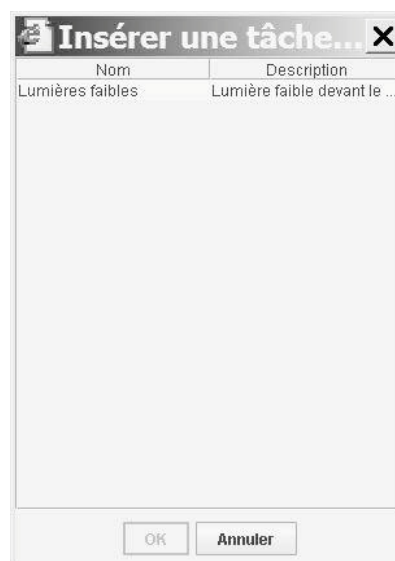 Insérer une tâche...
Nom Description
Lumières faibles Lumière faible devant le ...
OK Annuler